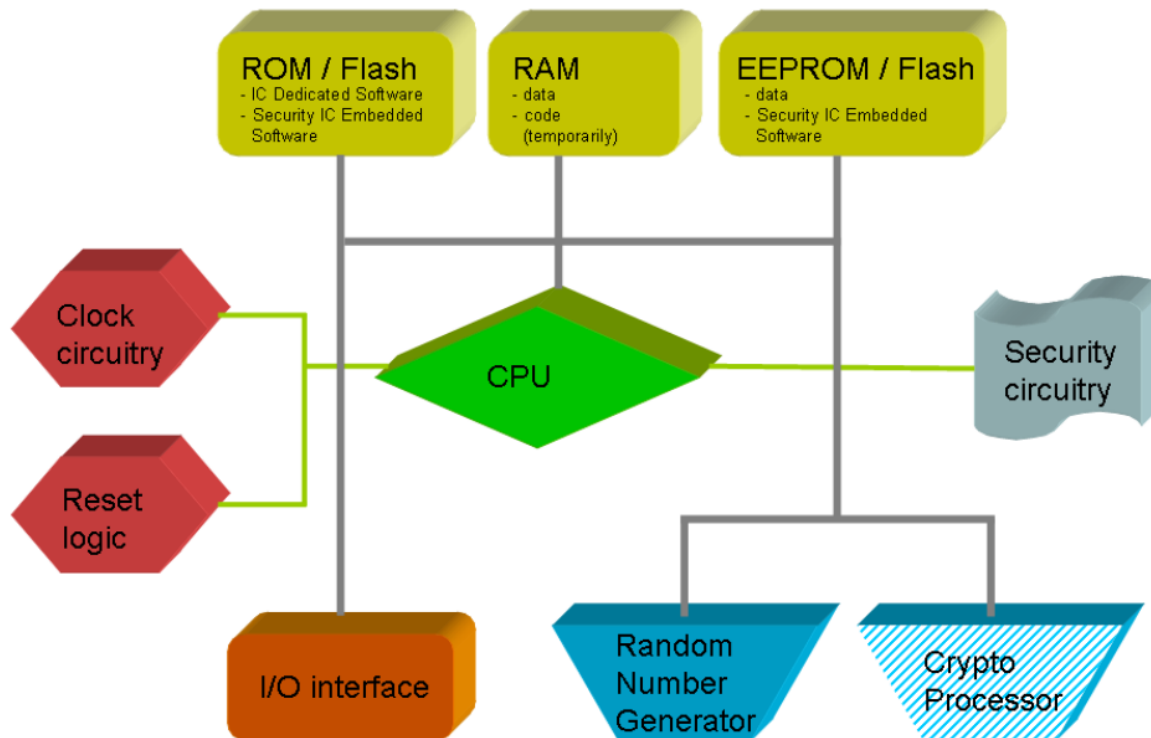 ROM / Flash
- IC Dedicated Software
- Security IC Embedded
Software
RAM
- data
- code
(temporarily)
EEPROM / Flash
- data
- Security IC Embedded
Software
Clock
circuitry
CPU
Security
circuitry
Reset
logic
I/O interface
Random
Number
Generator
Crypto
Processor